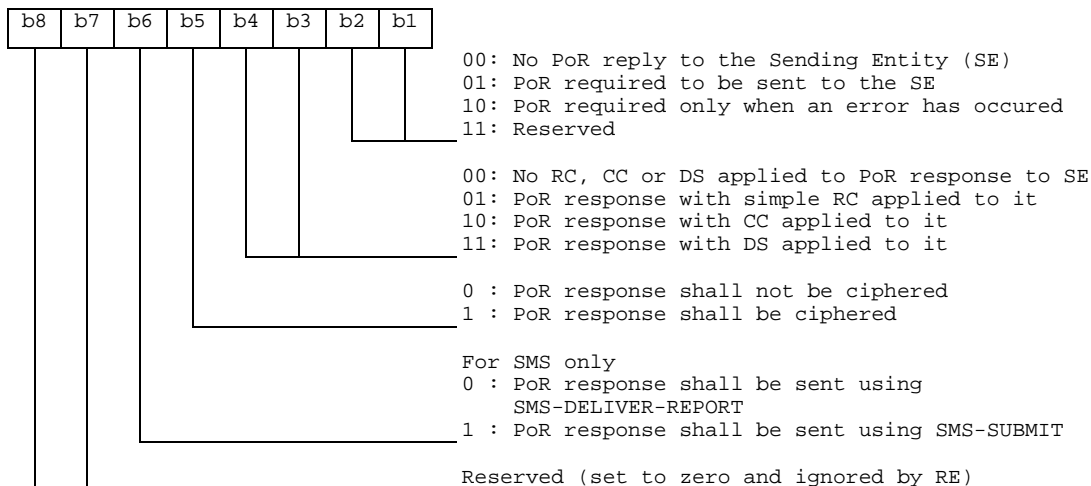 b8 b7 b6 b5 b4 b3 b2 b1
00: No PoR reply to the Sending Entity (SE)
01: PoR required to be sent to the SE
10: PoR required only when an error has occured
11: Reserved
00: No RC, CC or DS applied to PoR response to SE
01: PoR response with simple RC applied to it
10: PoR response with CC applied to it
11: PoR response with DS applied to it
0 : PoR response shall not be ciphered
1 : PoR response shall be ciphered
For SMS only
0 : PoR response shall be sent using
SMS-DELIVER-REPORT
1 : PoR response shall be sent using SMS-SUBMIT
Reserved (set to zero and ignored by RE)